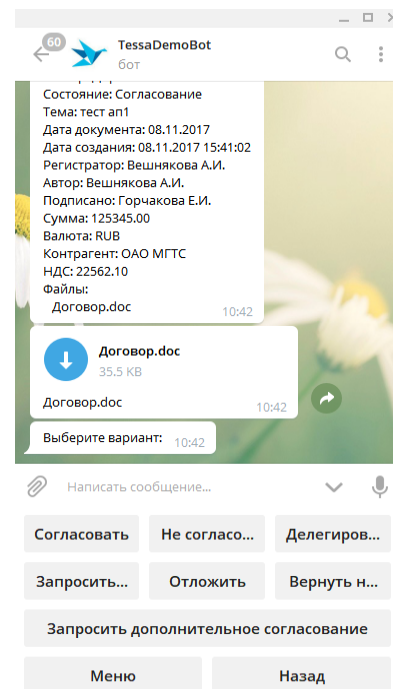 60
TessaDemoBot
бот
Состояние: Согласование
Тема: тест ап1
Дата документа: 08.11.2017
Дата создания: 08.11.2017 15:41:02
Регистратор: Вешнякова А.И.
Автор: Вешнякова А.И.
Подписано: Горчакова Е.И.
Сумма: 125345.00
Валюта: RUB
Контрагент: ОАО МГТС
НДС: 22562.10
Файлы:
Договор.doc
10:42
Договор.doc
35.5 KB
Договор.doc
10:42
Выберите вариант: 10:42
Написать сообщение...
Согласовать Не согласо... Делегиров...
Запросить... Отложить Вернуть н...
Запросить дополнительное согласование
Меню Назад